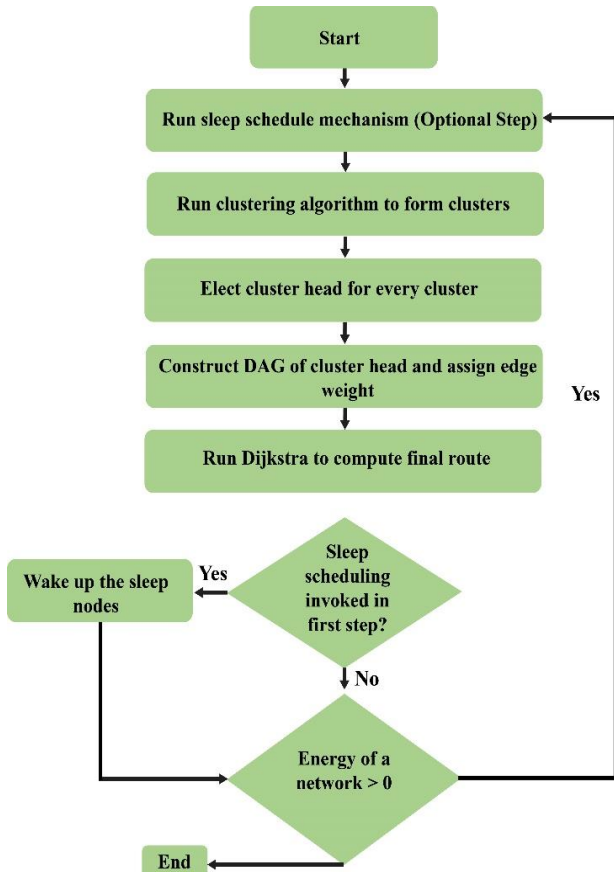 Start
Run sleep schedule mechanism (Optional Step)
Run clustering algorithm to form clusters
Elect cluster head for every cluster
Construct DAG of cluster head and assign edge
weight
Yes
Run Dijkstra to compute final route
Sleep
scheduling
invoked in
first step?
Yes
Wake up the sleep
nodes
No
Energy of a
network > 0
End